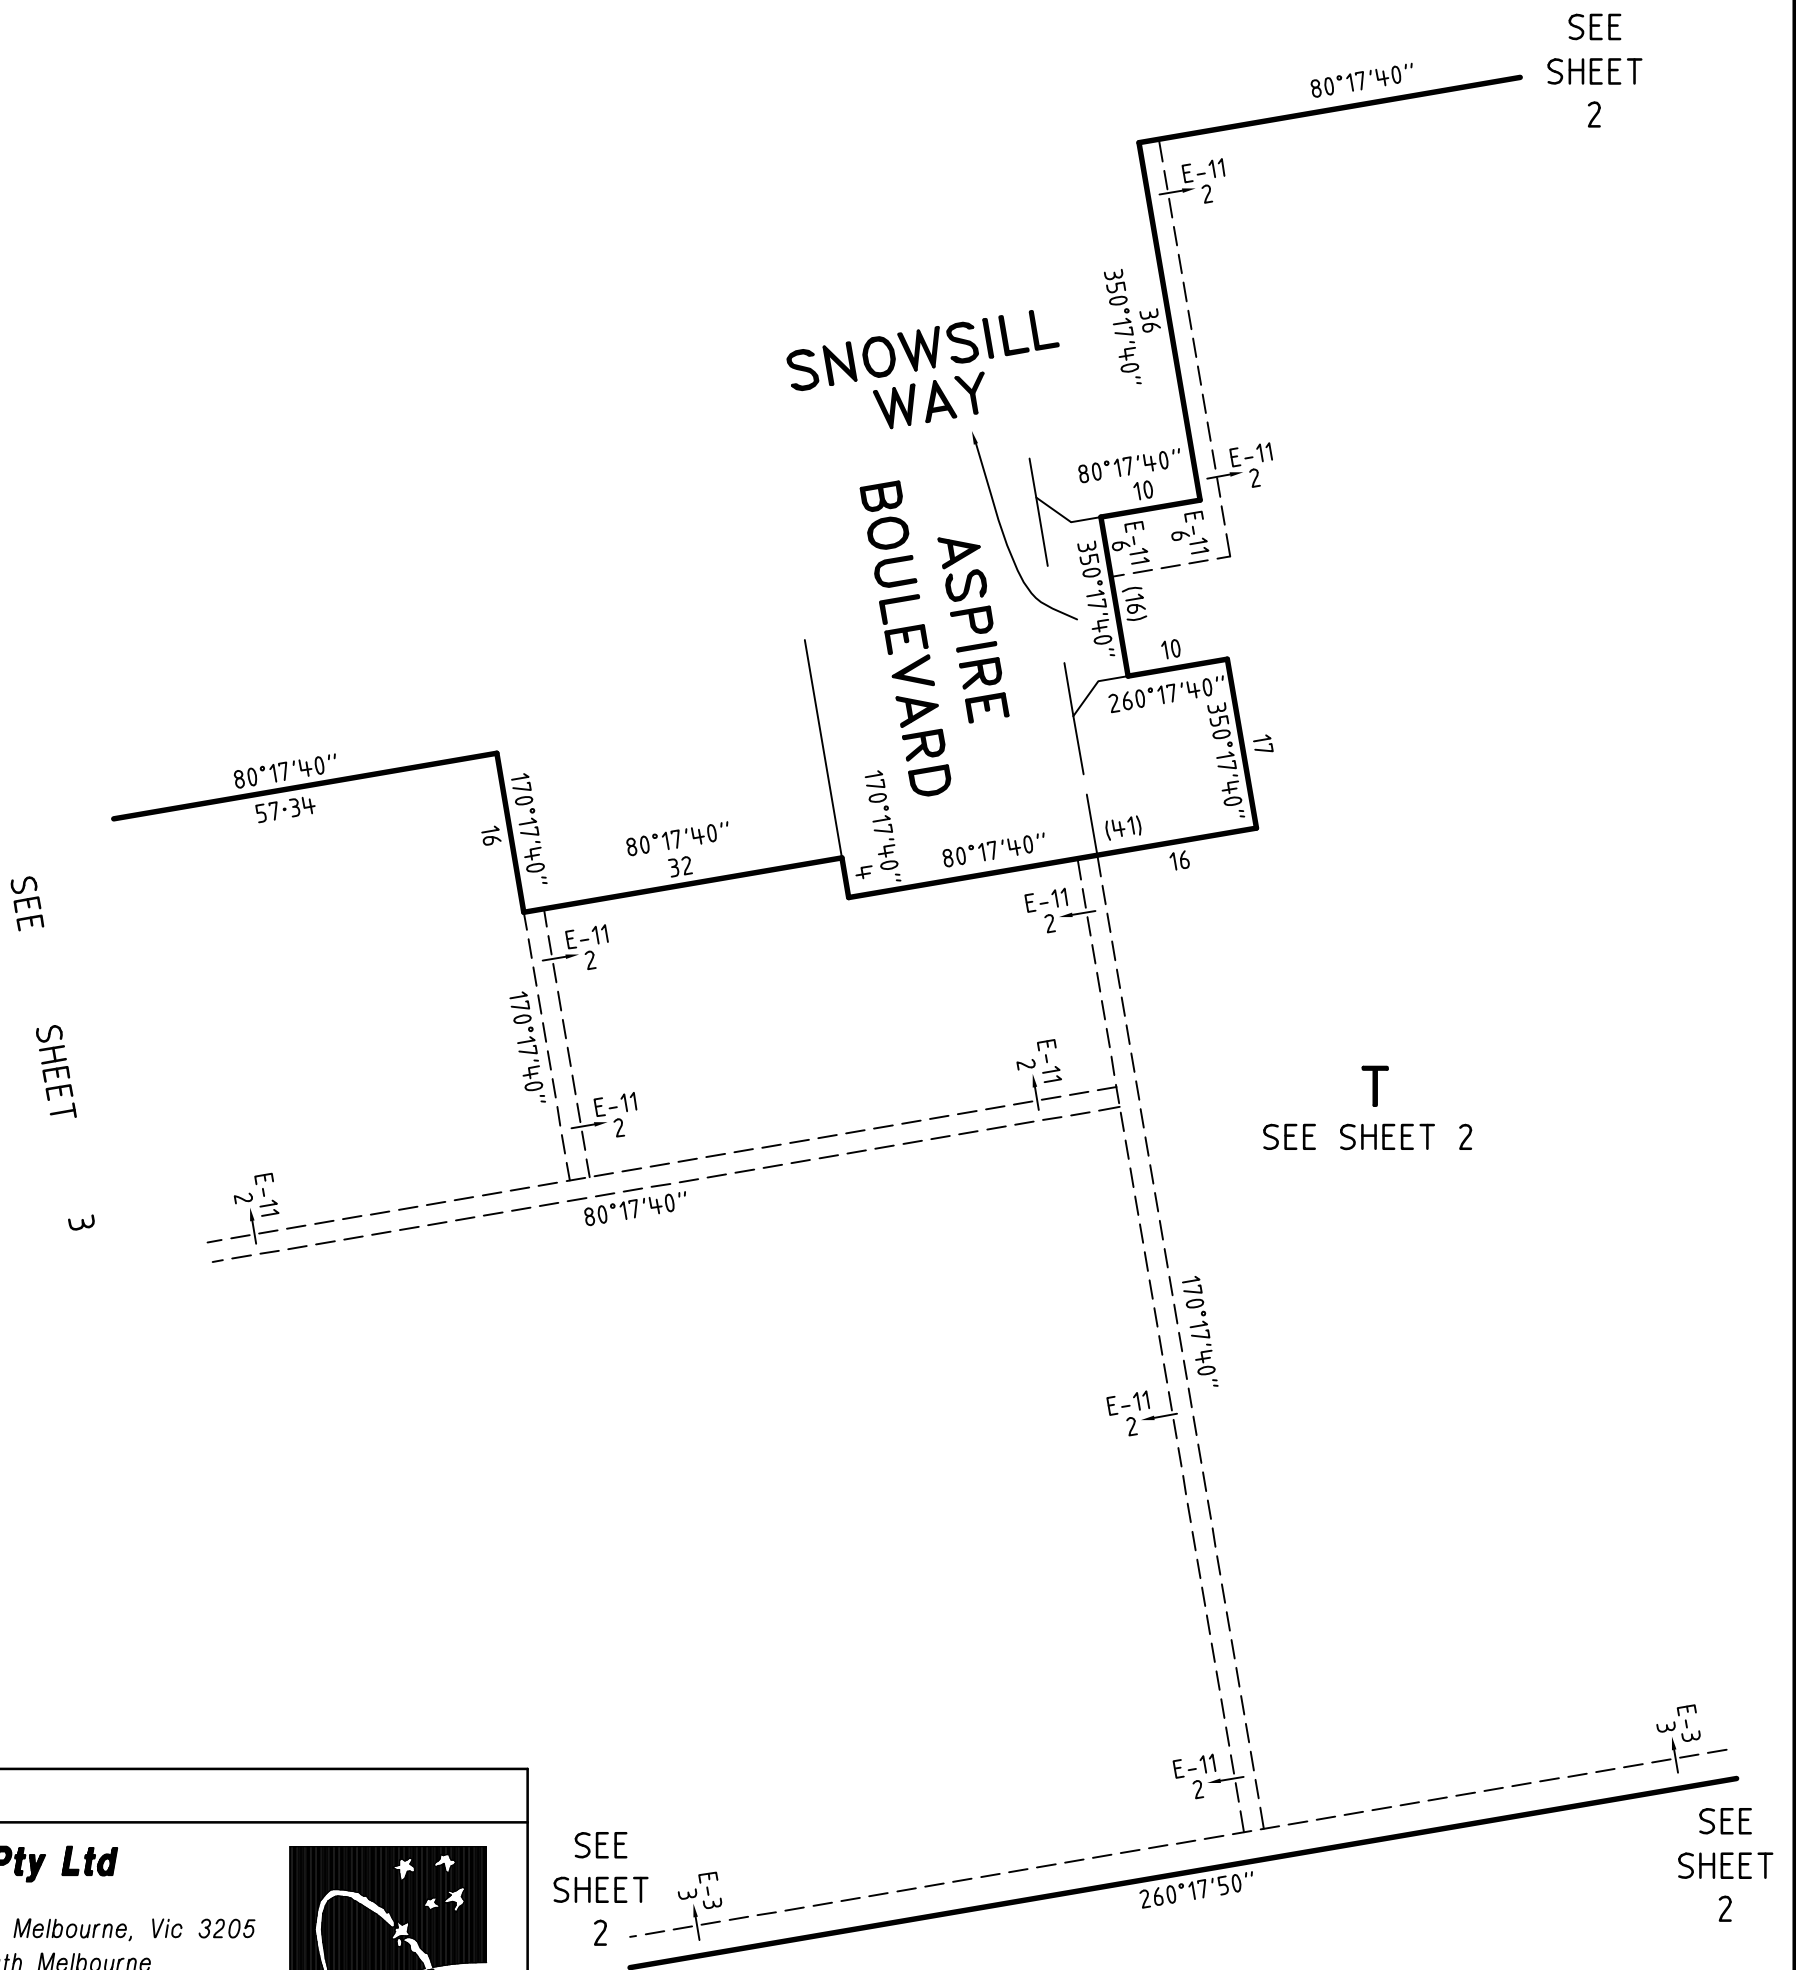 SEE
SHEET
2
80°17'40"
E-11
2
36
350°17'40"
SNOWSILL
WAY
E-11
2
80°17'40"
10
E-11
6
E-11
6
350°17'40"
(16)
ASPIRE
BOULEVARD
10
260°17'40"
350°17'40"
17
80°17'40"
57·34
170°17'40"
16
80°17'40"
32
170°17'40"
4
80°17'40"
(41)
16
SEE SHEET 3
E-11
2
E-11
2
170°17'40"
E-11
2
E-11
2
T
SEE SHEET 2
E-11
2
80°17'40"
170°17'40"
E-11
2
E-11
2
E-3
3
SEE
SHEET
2
E-3
3
260°17'50"
SEE
SHEET
2
Pty Ltd
Melbourne, Vic 3205
th Melbourne